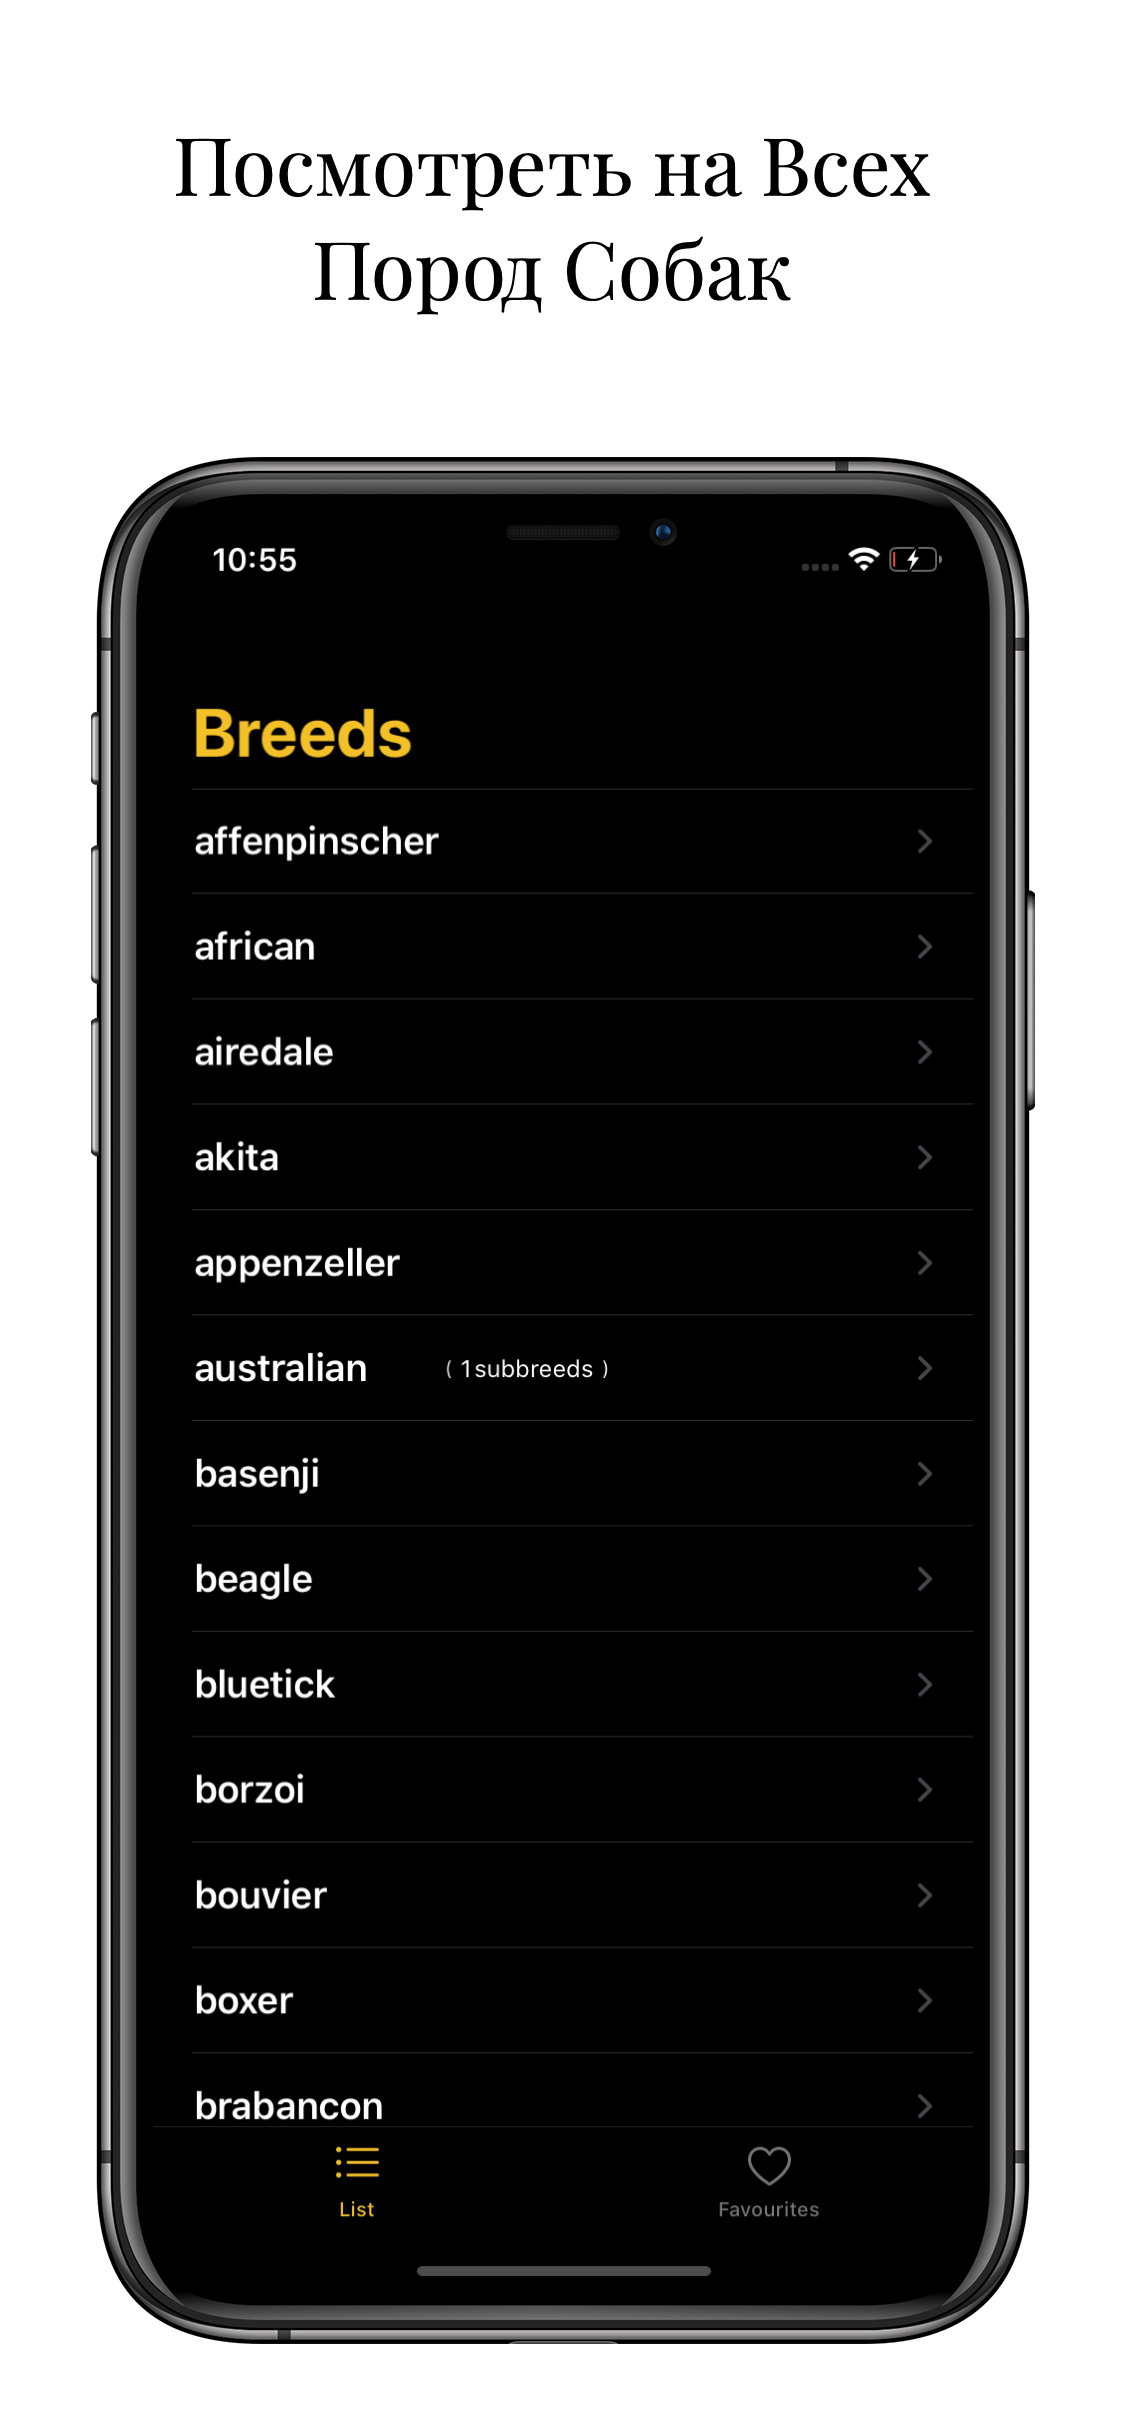 Посмотреть на Всех
Пород Собак
10:55
Breeds
affenpinscher
african
airedale
akita
appenzeller
australian ( 1 subbreeds )
basenji
beagle
bluetick
borzoi
bouvier
boxer
brabancon
List Favourites